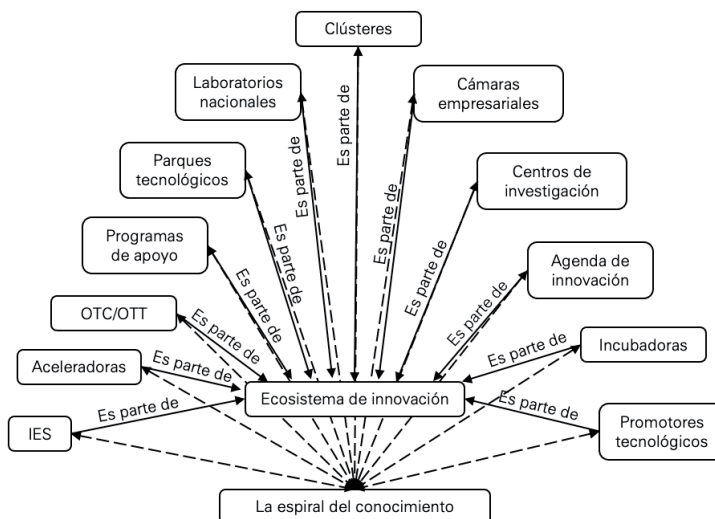 Clústeres
Laboratorios
nacionales
Cámaras
empresariales
Parques
tecnológicos
Centros de
investigación
Programas
de apoyo
Agenda de
innovación
OTC/OTT
Incubadoras
Aceleradoras
IES
Promotores
tecnológicos
Es parte de
Es parte de
Es parte de
Es parte de
Es parte de
Es parte de
Es parte de
Es parte de
Es parte de
Es parte de
Es parte de
Es parte de
Es parte de
Ecosistema de innovación
La espiral del conocimiento